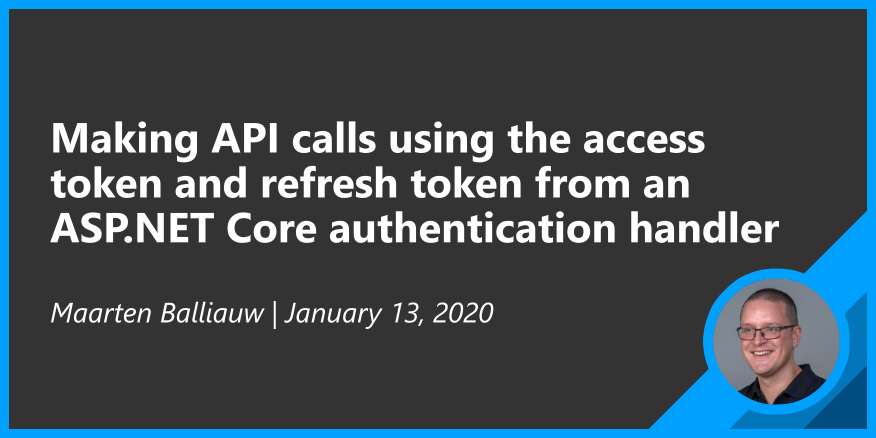 Making API calls using the access
token and refresh token from an
ASP.NET Core authentication handler
Maarten Balliauw | January 13, 2020